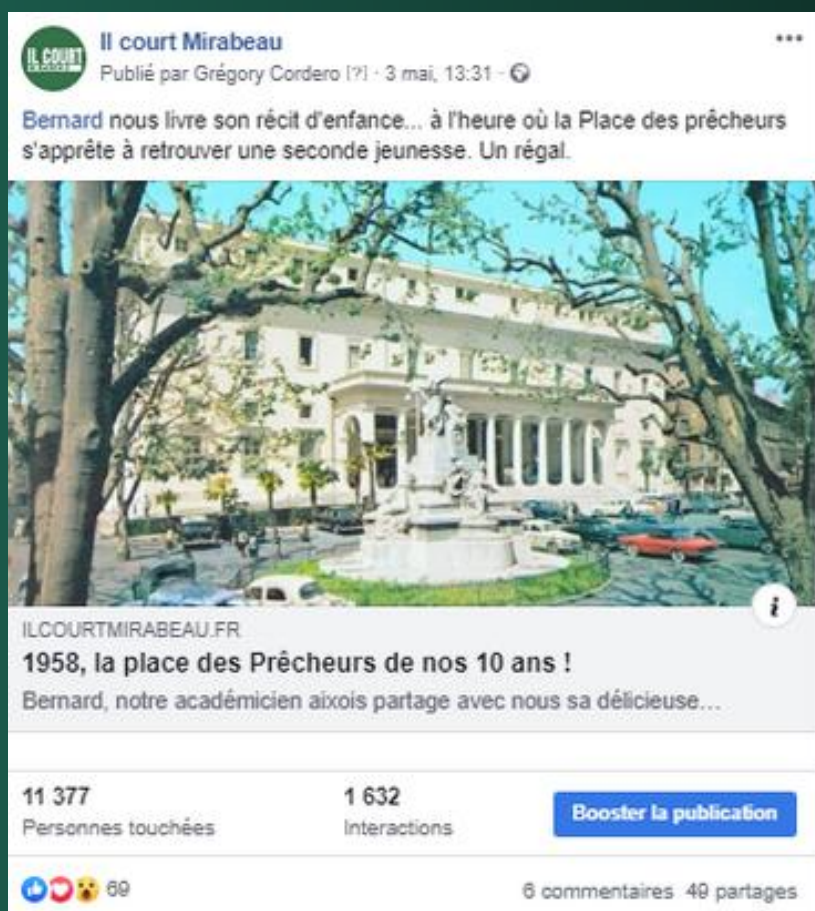 IL COURT
Il court Mirabeau
Publié par Grégory Cordero [?] · 3 mai, 13:31 ·
Bernard nous livre son récit d'enfance... à l'heure où la Place des prêcheurs
s'apprête à retrouver une seconde jeunesse. Un régal.
i
ILCOURTMIRABEAU.FR
1958, la place des Prêcheurs de nos 10 ans !
Bernard, notre académicien aixois partage avec nous sa délicieuse...
11 377
Personnes touchées
1 632
Interactions
Booster la publication
69
6 commentaires 49 partages